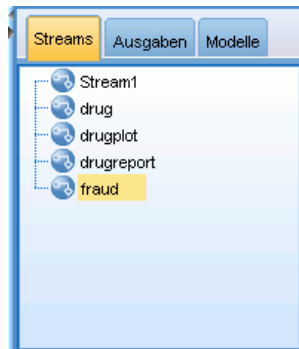 Streams Ausgaben Modelle
Stream1
drug
drugplot
drugreport
fraud